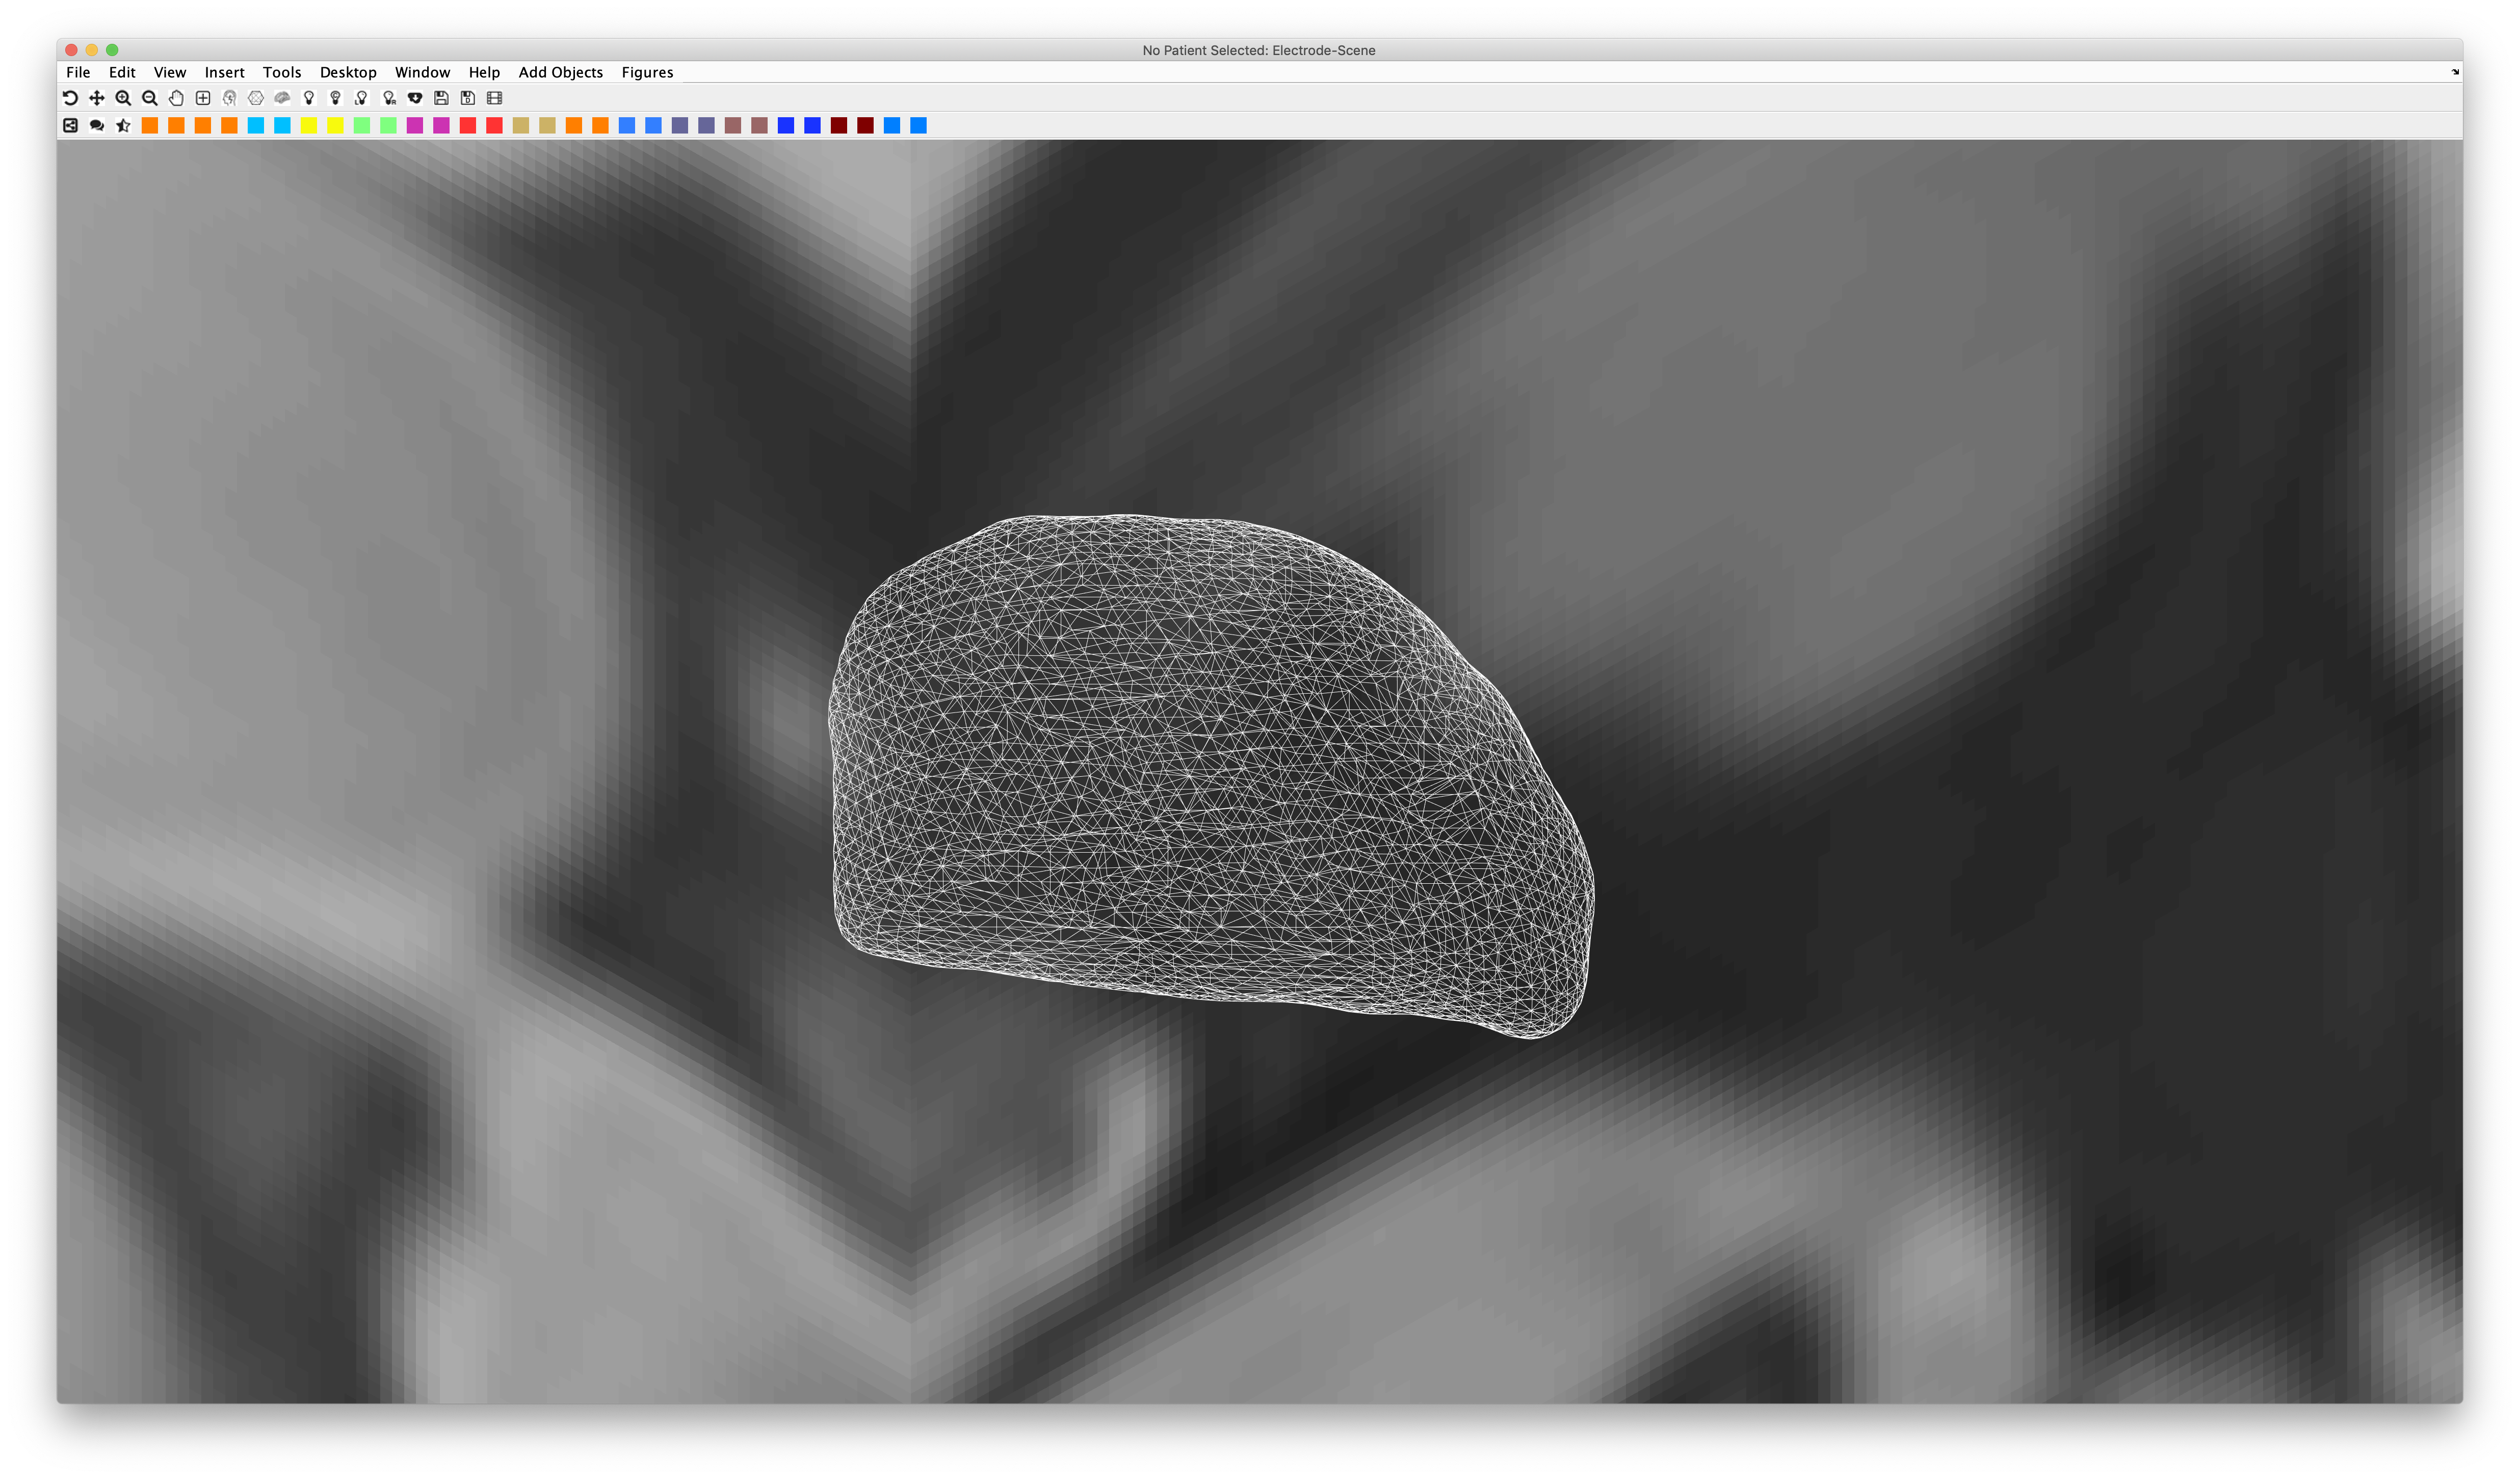 No Patient Selected: Electrode-Scene
File Edit View Insert Tools Desktop Window Help Add Objects Figures